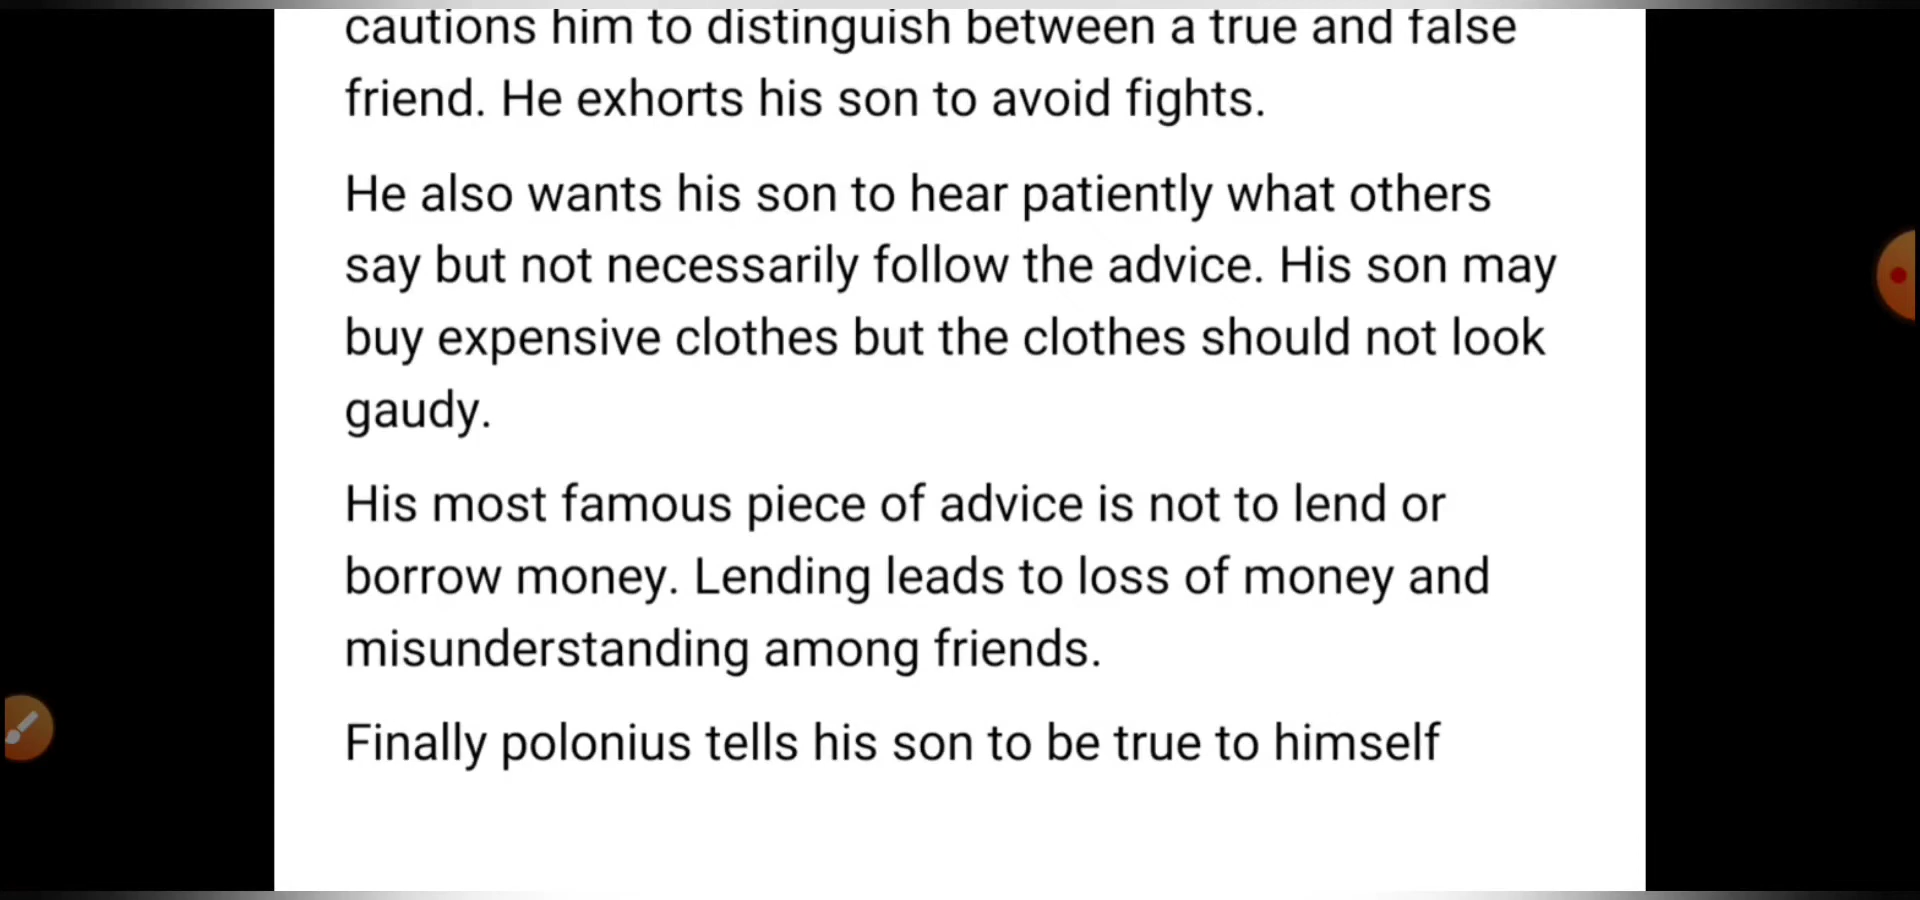 cautions him to distinguish between a true and false
friend. He exhorts his son to avoid fights.
He also wants his son to hear patiently what others
say but not necessarily follow the advice. His son may
buy expensive clothes but the clothes should not look
gaudy.
His most famous piece of advice is not to lend or
borrow money. Lending leads to loss of money and
misunderstanding among friends.
Finally polonius tells his son to be true to himself